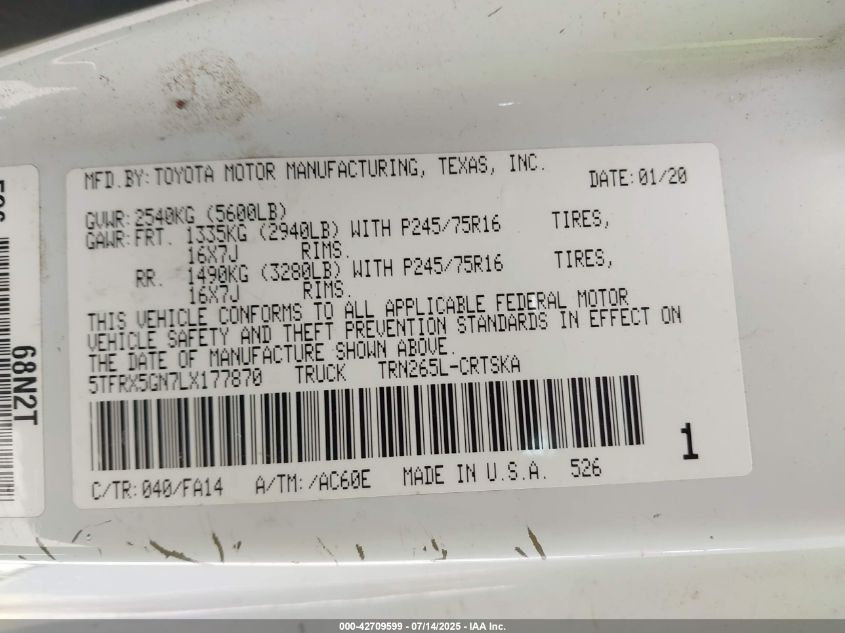 MFD.BY:TOYOTA MOTOR MANUFACTURING, TEXAS, INC.
DATE:01/20
GVWR:2540KG (5600LB)
GAWR:FRT. 1335KG (2940LB) WITH P245/75R16 TIRES,
16X7J RIMS.
RR. 1490KG (3280LB) WITH P245/75R16 TIRES,
16X7J RIMS.
THIS VEHICLE CONFORMS TO ALL APPLICABLE FEDERAL MOTOR
VEHICLE SAFETY AND THEFT PREVENTION STANDARDS IN EFFECT ON
THE DATE OF MANUFACTURE SHOWN ABOVE.
5TFRX5GN7LX177870 TRUCK TRN265L-CRTSKA
1
C/TR:040/FA14 A/TM:/AC60E MADE IN U.S.A. 526
68N2T
000-42709599 - 07/14/2025 - IAA Inc.